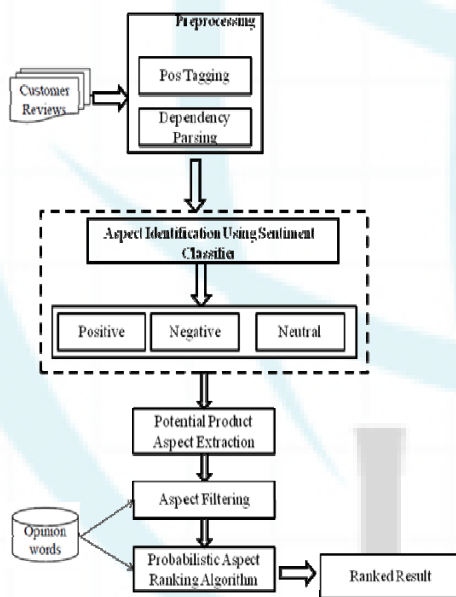 Preprocessing
Pos Tagging
Customer
Reviews
Dependency
Parsing
Aspect Identification Using Sentiment
Classifier
Positive
Negative
Neutral
Potential Product
Aspect Extraction
Aspect Filtering
Opinion
words
Probabilistic Aspect
Ranking Algorithm
Ranked Result